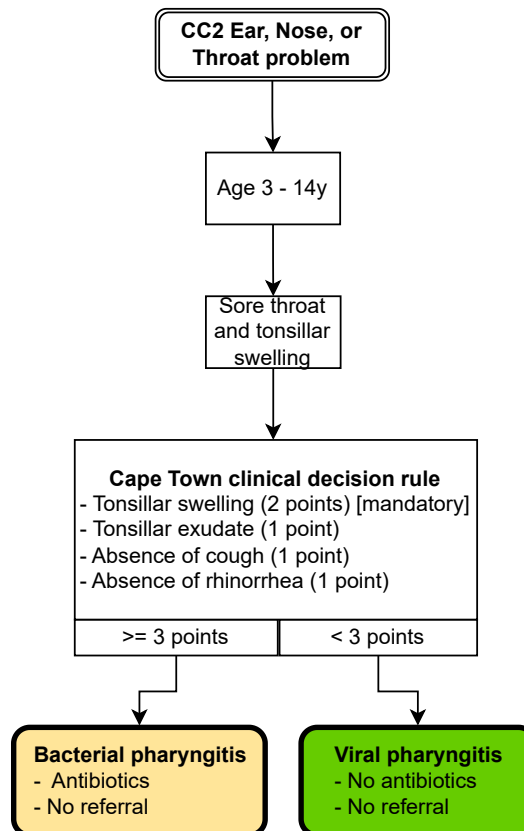 CC2 Ear, Nose, or
Throat problem
Age 3 - 14y
Sore throat
and tonsillar
swelling
Cape Town clinical decision rule
- Tonsillar swelling (2 points) [mandatory]
- Tonsillar exudate (1 point)
- Absence of cough (1 point)
- Absence of rhinorrhea (1 point)
>= 3 points
< 3 points
Bacterial pharyngitis
- Antibiotics
- No referral
Viral pharyngitis
- No antibiotics
- No referral